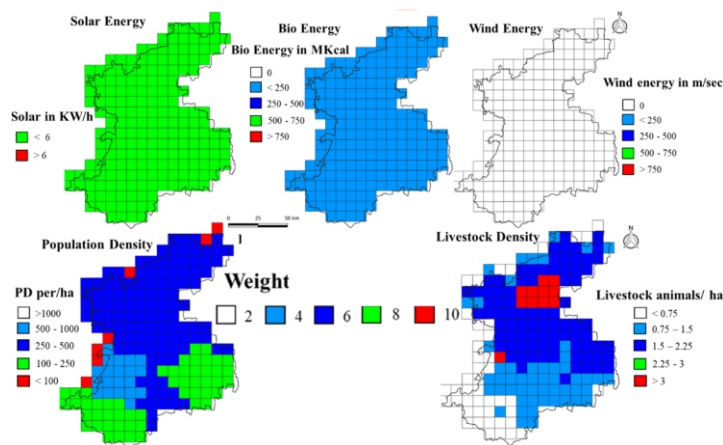 Solar Energy
Bio Energy
Wind Energy
Bio Energy in MKcal
0
< 250
250 - 500
500-750
> 750
Solar in KW/h
< 6
> 6
Wind energy in m/sec
0
< 250
250 - 500
500 - 750
> 750
0 25 50 km
1
Population Density
PD per/ha
>1000
500 - 1000
250 - 500
100 - 250
< 100
Weight
2 4 6 8 10
Livestock Density
Livestock animals/ ha
< 0.75
0.75 – 1.5
1.5 – 2.25
2.25 - 3
> 3